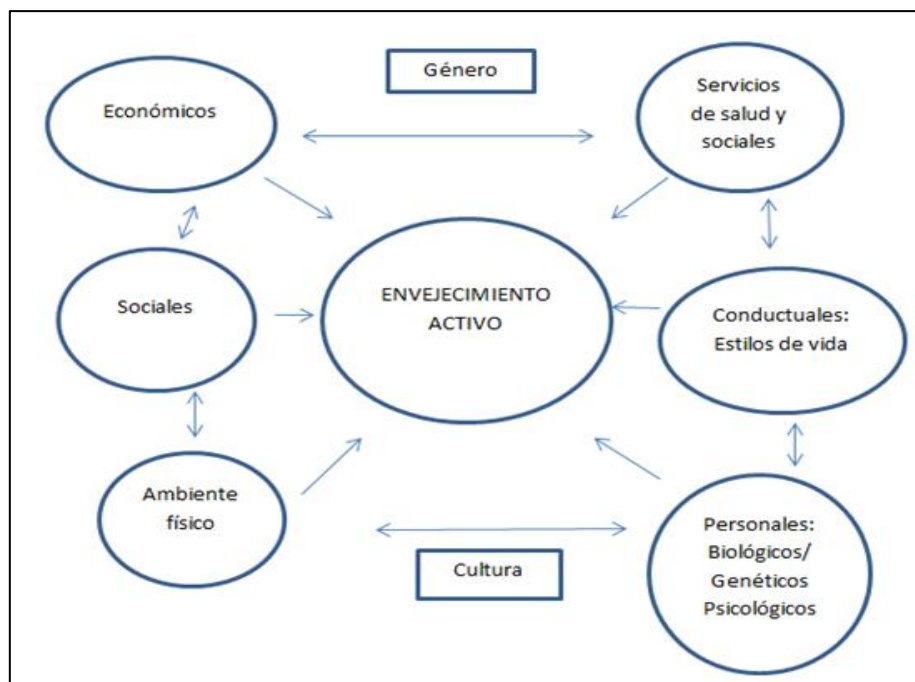 Género
Económicos
Servicios
de salud y
sociales
Sociales
ENVEJECIMIENTO
ACTIVO
Conductuales:
Estilos de vida
Ambiente
físico
Cultura
Personales:
Biológicos/
Genéticos
Psicológicos